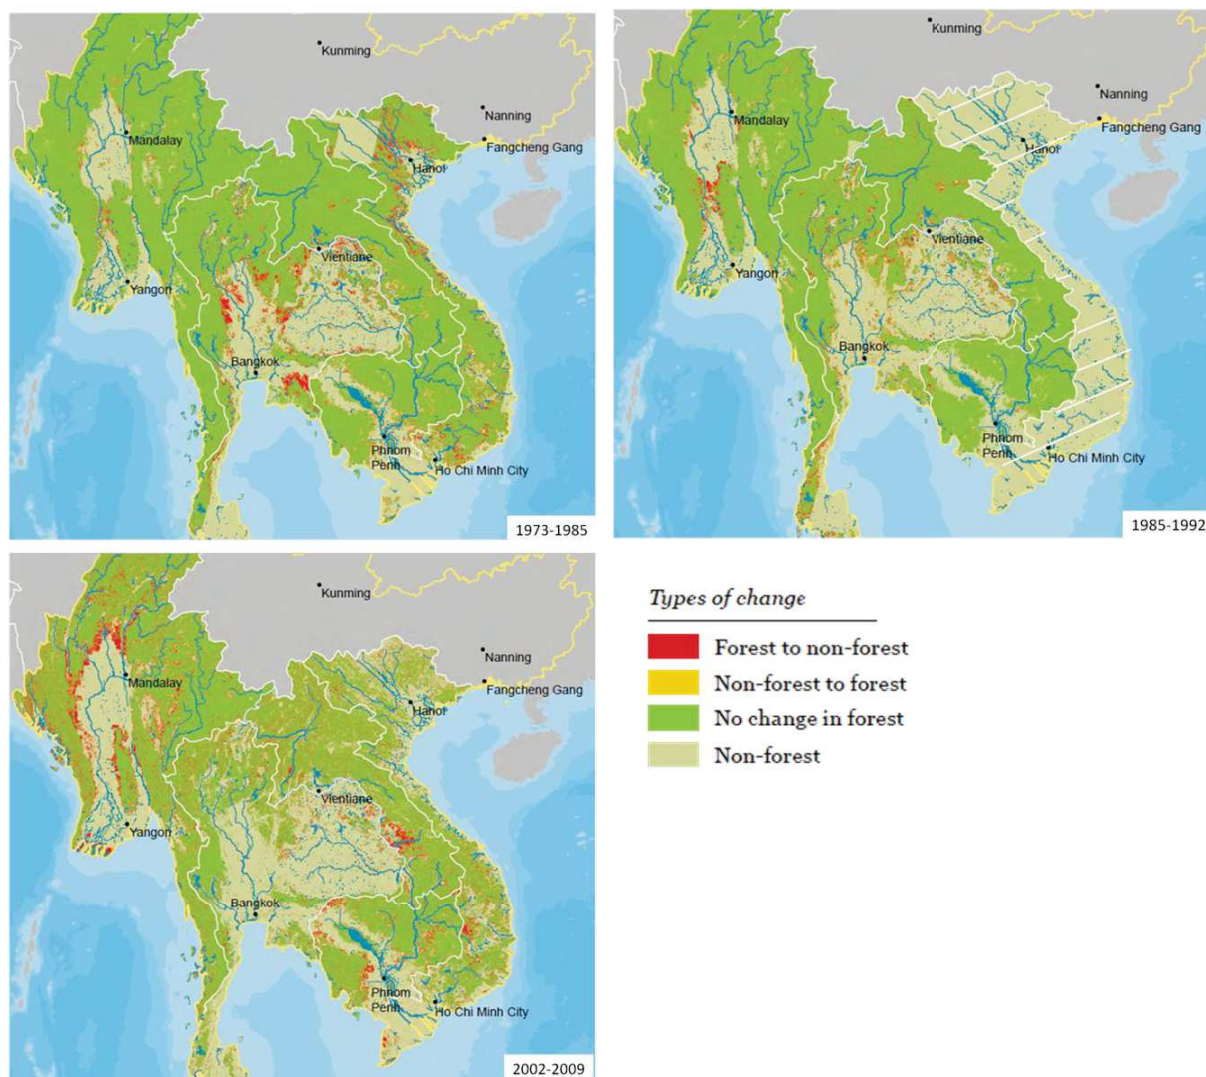 Kunming
Nanning
Fangcheng Gang
Mandalay
Hanoi
Vientiane
Yangon
Bangkok
Phnom
Penh
Ho Chi Minh City
1973-1985
Kunming
Nanning
Fangcheng Gang
Mandalay
Hanoi
Vientiane
Yangon
Bangkok
Phnom
Penh
Ho Chi Minh City
1985-1992
Kunming
Nanning
Fangcheng Gang
Mandalay
Hanoi
Vientiane
Yangon
Bangkok
Phnom
Penh
Ho Chi Minh City
2002-2009
Types of change
Forest to non-forest
Non-forest to forest
No change in forest
Non-forest